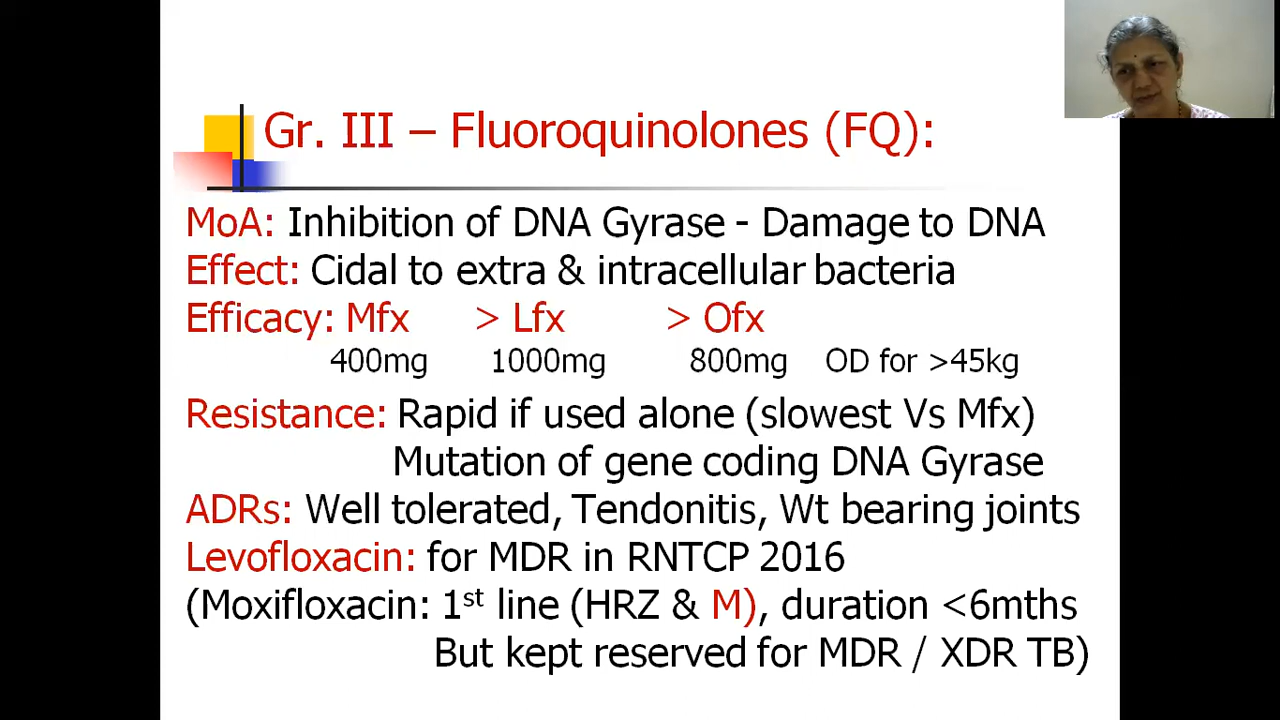 Gr. III – Fluoroquinolones (FQ):
MoA: Inhibition of DNA Gyrase - Damage to DNA
Effect: Cidal to extra & intracellular bacteria
Efficacy: Mfx > Lfx > Ofx
400mg 1000mg 800mg OD for >45kg
Resistance: Rapid if used alone (slowest Vs Mfx)
Mutation of gene coding DNA Gyrase
ADRs: Well tolerated, Tendonitis, Wt bearing joints
Levofloxacin: for MDR in RNTCP 2016
(Moxifloxacin: 1st line (HRZ & M), duration <6mths
But kept reserved for MDR / XDR TB)